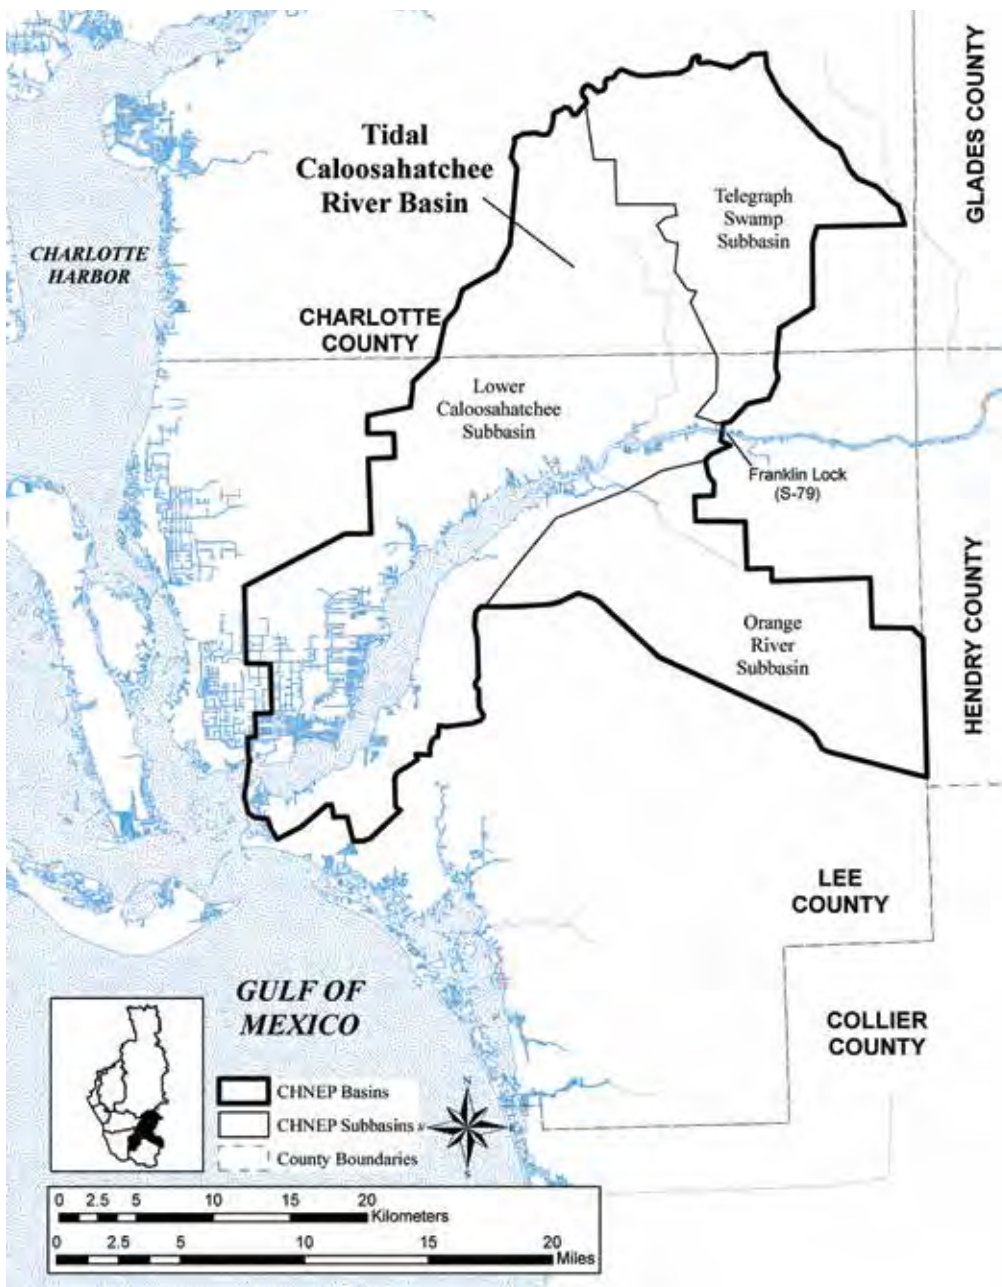 Tidal
Caloosahatchee
River Basin
GLADES COUNTY
Telegraph
Swamp
Subbasin
CHARLOTTE
HARBOR
CHARLOTTE
COUNTY
Lower
Caloosahatchee
Subbasin
Franklin Lock
(S-79)
HENDRY COUNTY
Orange
River
Subbasin
LEE
COUNTY
GULF OF
MEXICO
COLLIER
COUNTY
CHNEP Basins
CHNEP Subbasins
County Boundaries
N
S
0 2.5 5 10 15 20
Kilometers
0 2.5 5 10 15 20
Miles